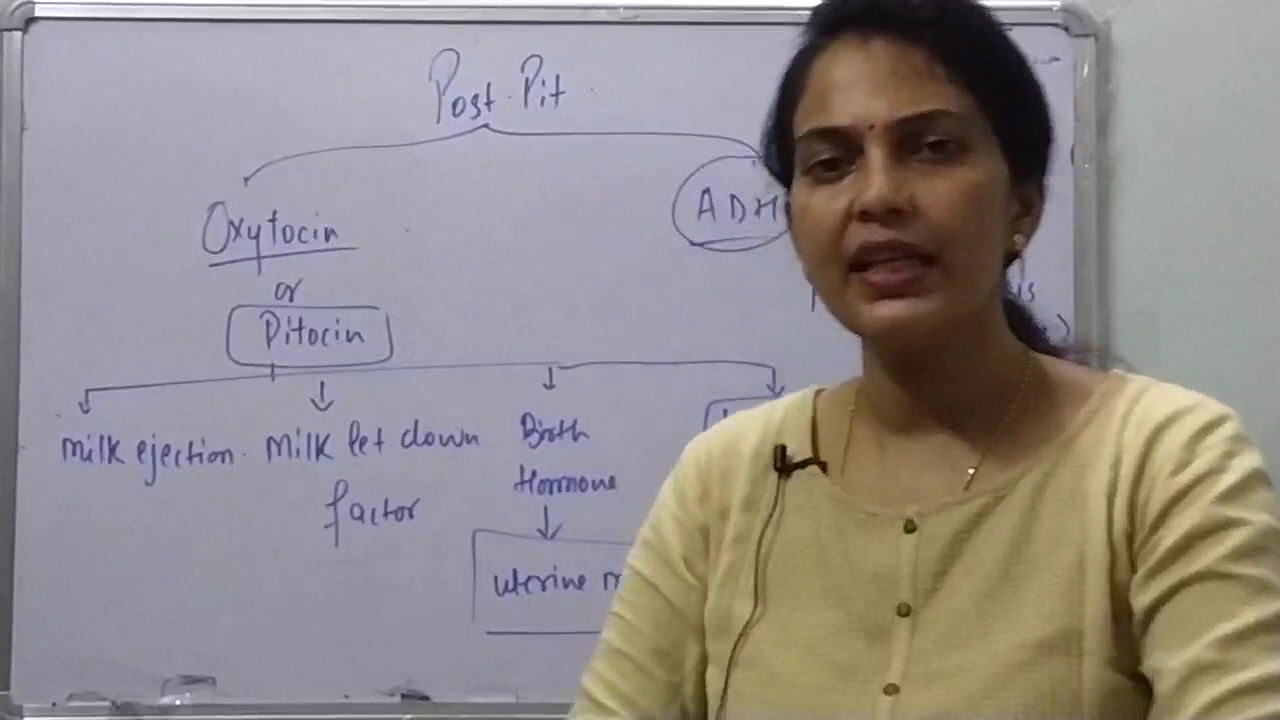 Post. Pit
Oxytocin
ADH
or
Pitocin
milk ejection. Milk let down
factor
Birth
Hormone
uterine